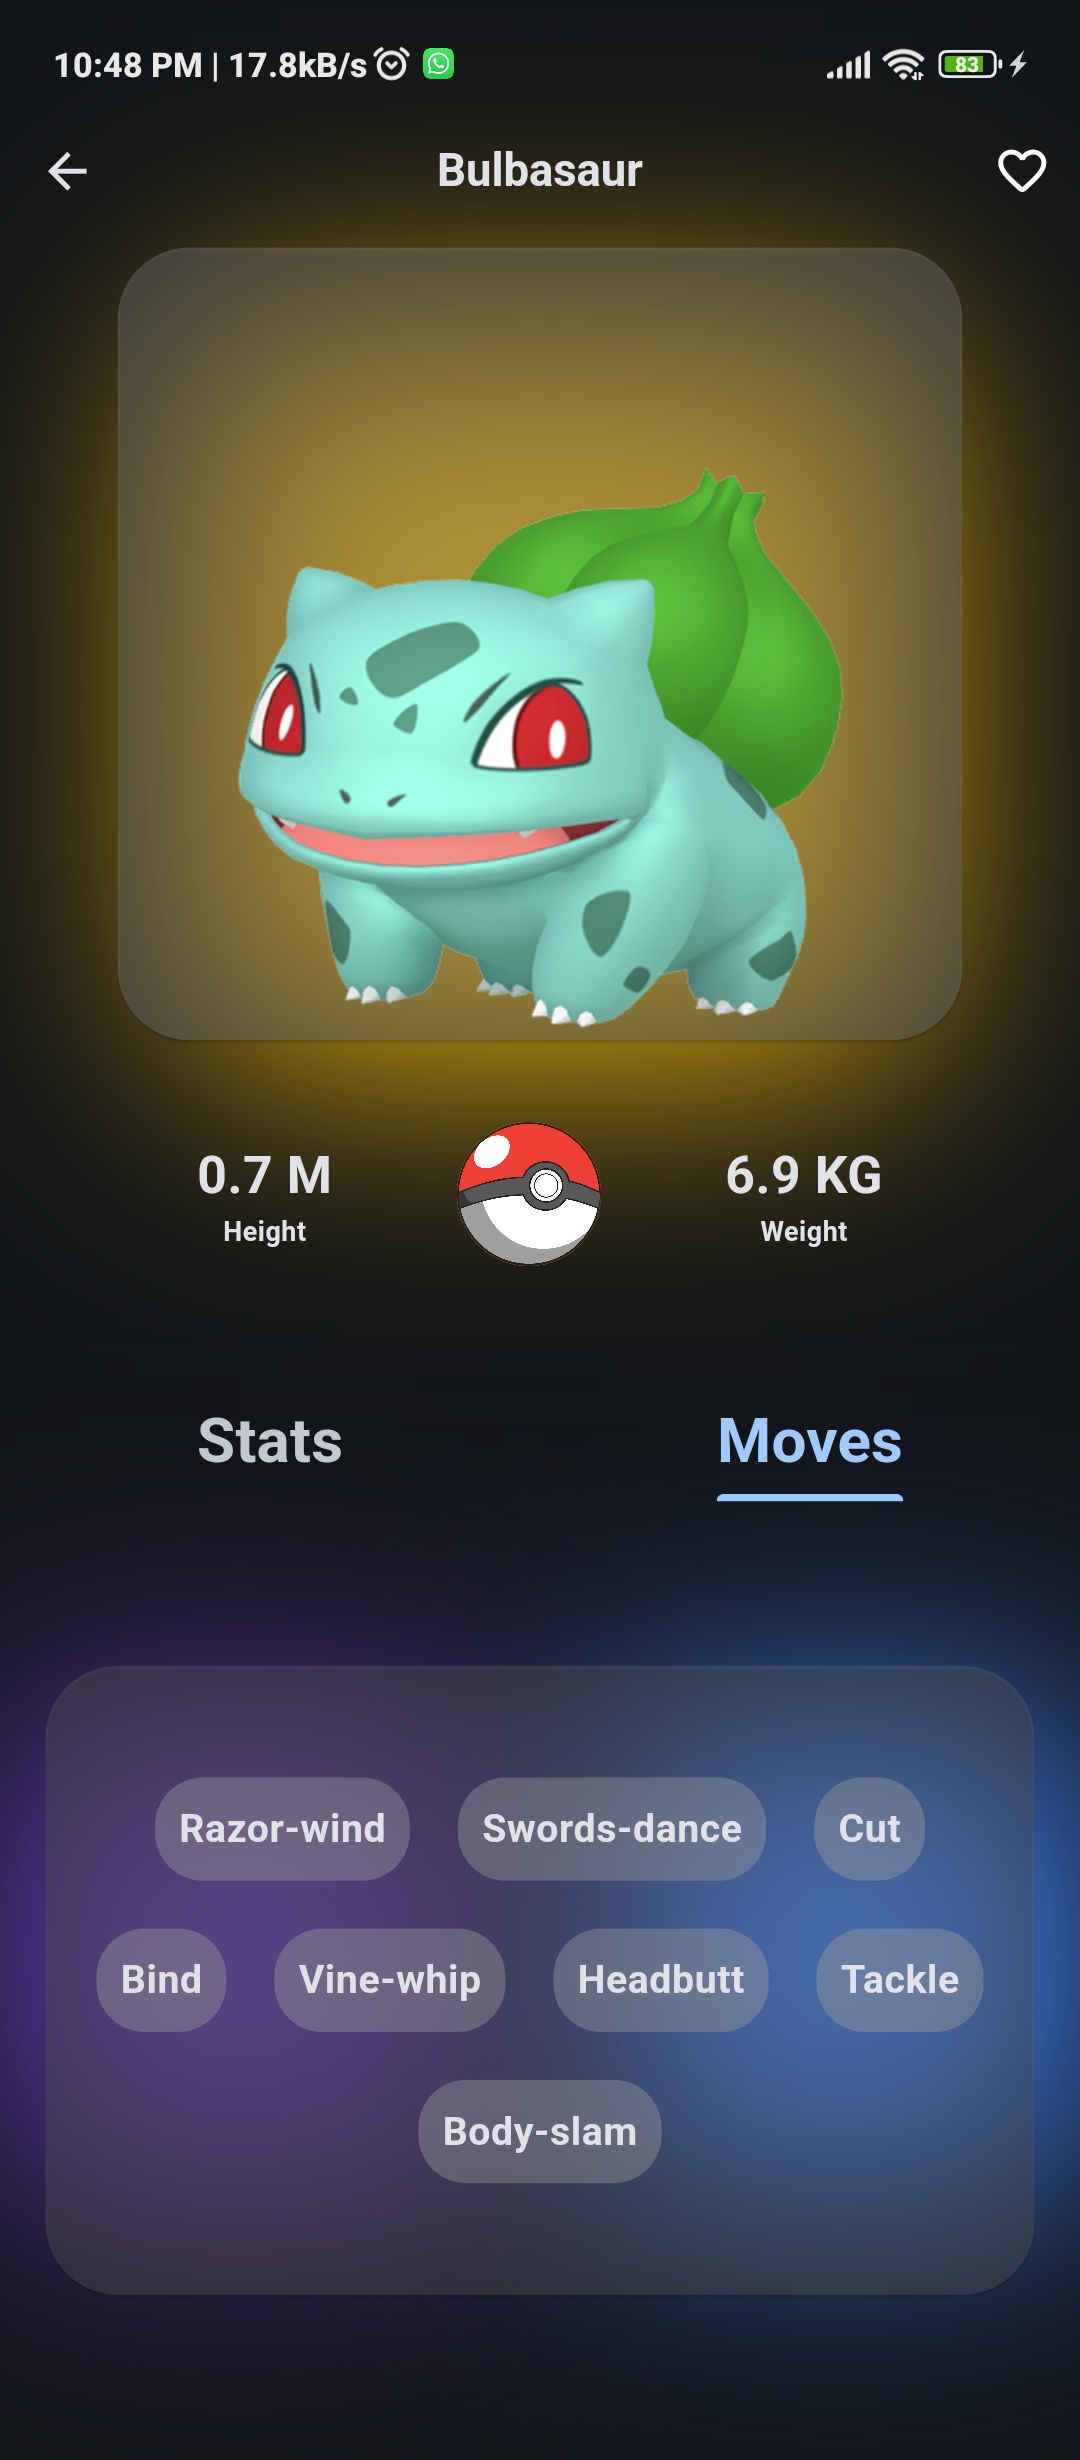 10:48 PM | 17.8kB/s 83
Bulbasaur
0.7 M 6.9 KG
Height Weight
Stats Moves
Razor-wind Swords-dance Cut
Bind Vine-whip Headbutt Tackle
Body-slam